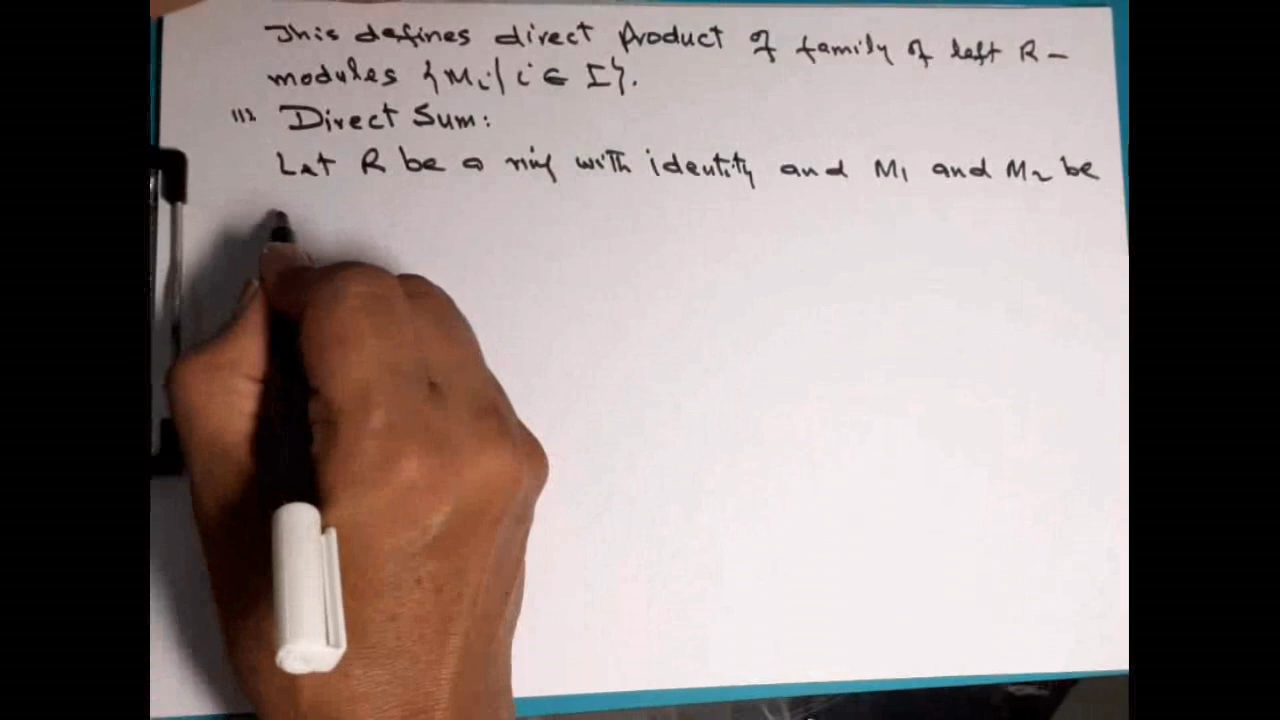 This defines direct product of family of left R-
modules {Mi / i ∈ I}.
iii) Direct Sum:
Let R be a ring with identity and M1 and M2 be